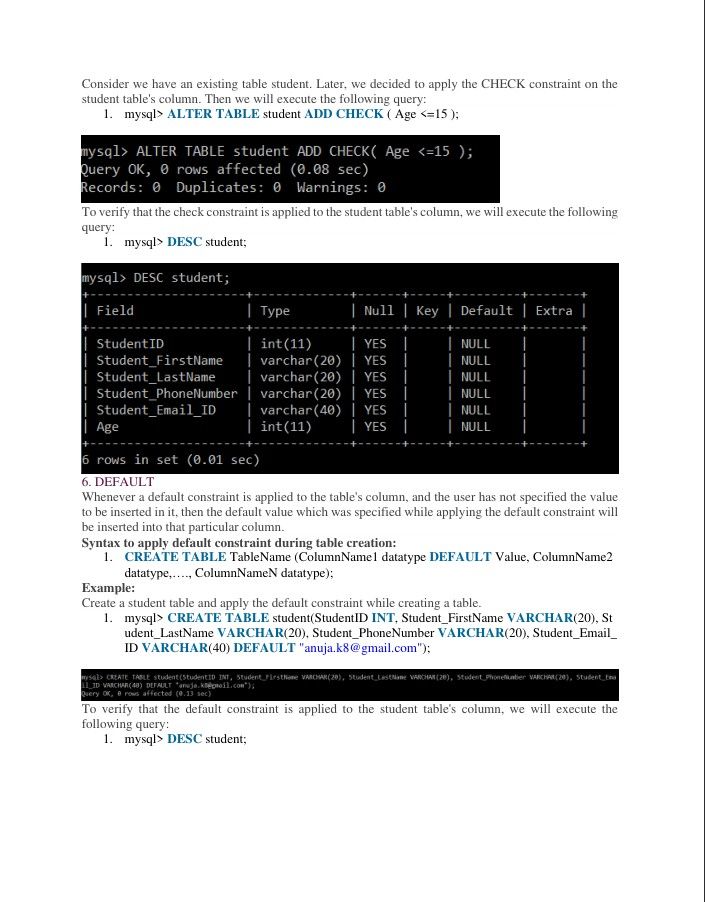 Consider we have an existing table student. Later, we decided to apply the CHECK constraint on the
student table's column. Then we will execute the following query:
1. mysql> ALTER TABLE student ADD CHECK ( Age <=15 );
mysql> ALTER TABLE student ADD CHECK( Age <=15 );
Query OK, 0 rows affected (0.08 sec)
Records: 0  Duplicates: 0  Warnings: 0
To verify that the check constraint is applied to the student table's column, we will execute the following
query:
1. mysql> DESC student;
mysql> DESC student;
+-------------------+-------------+------+-----+---------+-------+
| Field | Type | Null | Key | Default | Extra |
+-------------------+-------------+------+-----+---------+-------+
| StudentID | int(11) | YES | | NULL | |
| Student_FirstName | varchar(20) | YES | | NULL | |
| Student_LastName | varchar(20) | YES | | NULL | |
| Student_PhoneNumber | varchar(20) | YES | | NULL | |
| Student_Email_ID | varchar(40) | YES | | NULL | |
| Age | int(11) | YES | | NULL | |
+-------------------+-------------+------+-----+---------+-------+
6 rows in set (0.01 sec)
6. DEFAULT
Whenever a default constraint is applied to the table's column, and the user has not specified the value
to be inserted in it, then the default value which was specified while applying the default constraint will
be inserted into that particular column.
Syntax to apply default constraint during table creation:
1. CREATE TABLE TableName (ColumnName1 datatype DEFAULT Value, ColumnName2
datatype,…., ColumnNameN datatype);
Example:
Create a student table and apply the default constraint while creating a table.
1. mysql> CREATE TABLE student(StudentID INT, Student_FirstName VARCHAR(20), St
udent_LastName VARCHAR(20), Student_PhoneNumber VARCHAR(20), Student_Email_
ID VARCHAR(40) DEFAULT "anuja.k8@gmail.com");
mysql> CREATE TABLE student(StudentID INT, Student_FirstName VARCHAR(20), Student_LastName VARCHAR(20), Student_PhoneNumber VARCHAR(20), Student_Ema
il_ID VARCHAR(40) DEFAULT "anuja.k8@gmail.com");
Query OK, 0 rows affected (0.13 sec)
To verify that the default constraint is applied to the student table's column, we will execute the
following query:
1. mysql> DESC student;